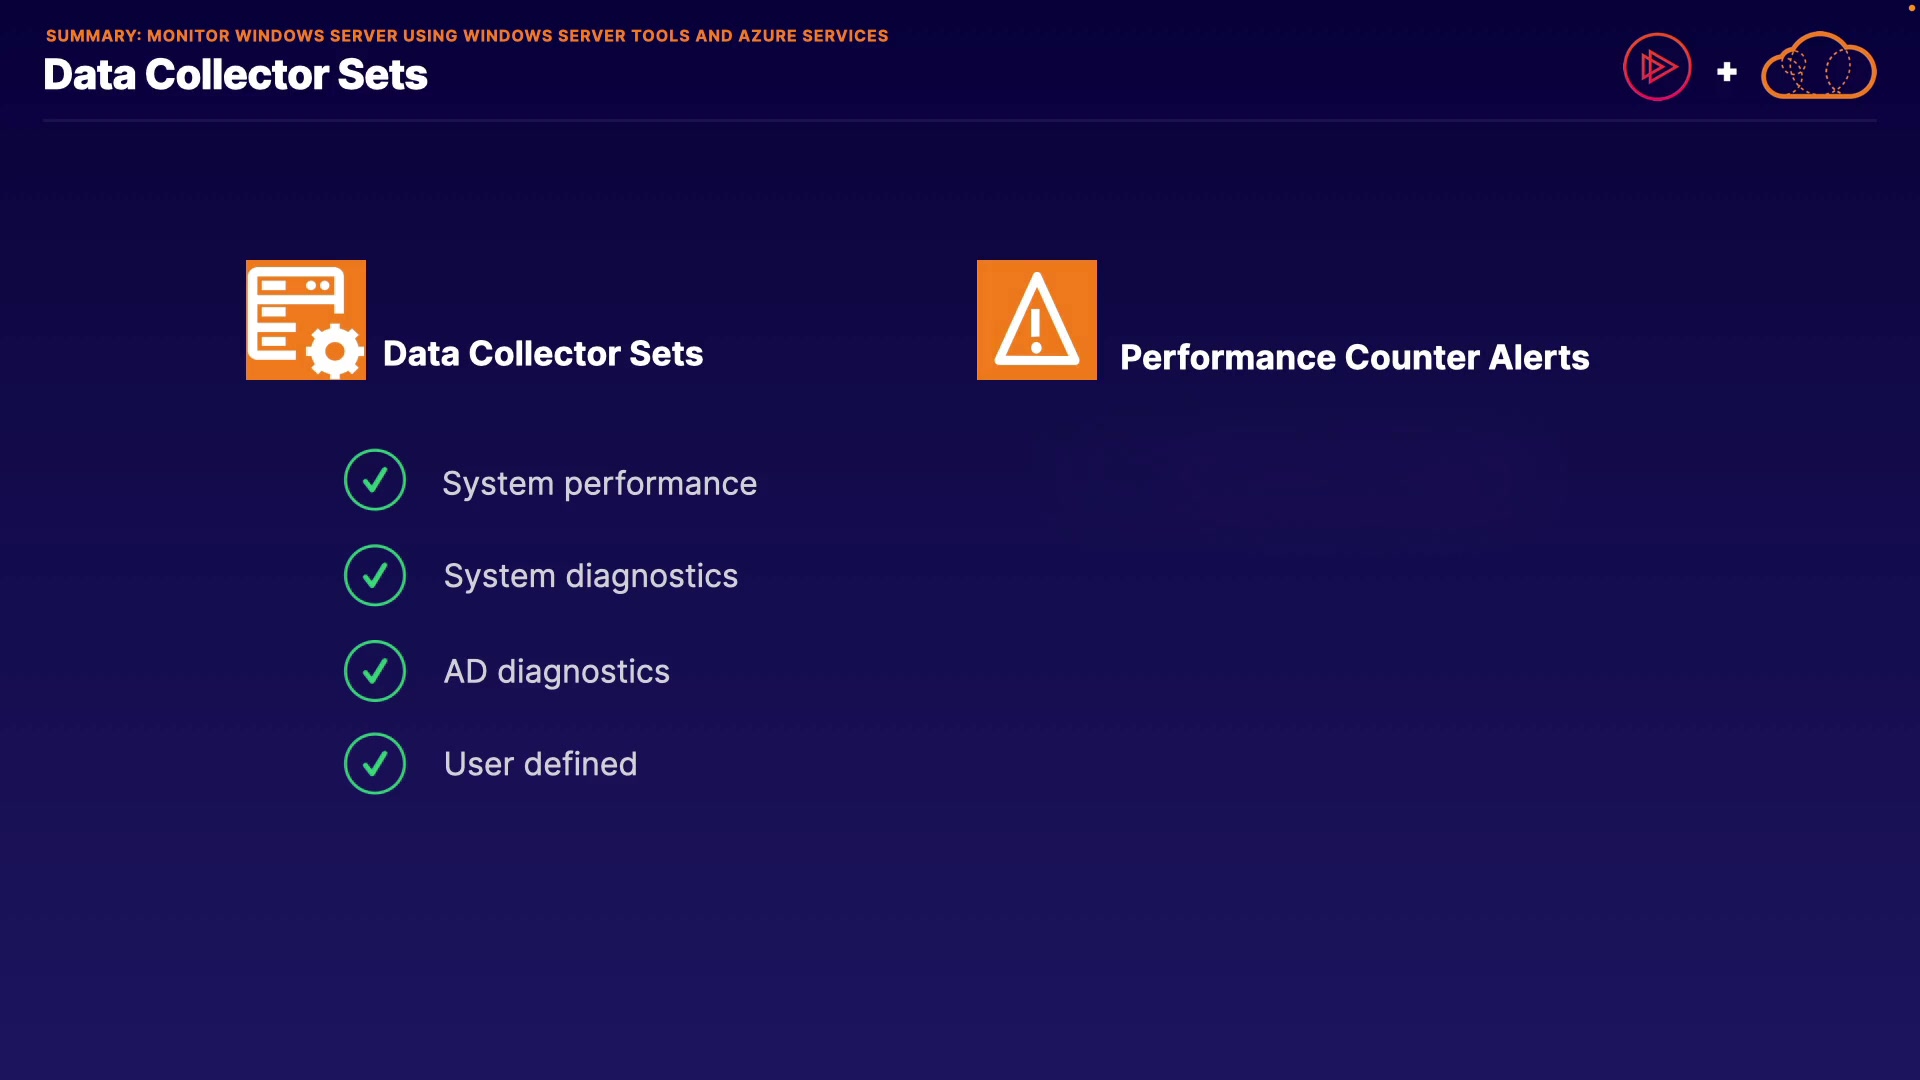 SUMMARY: MONITOR WINDOWS SERVER USING WINDOWS SERVER TOOLS AND AZURE SERVICES
Data Collector Sets
Data Collector Sets
Performance Counter Alerts
System performance
System diagnostics
AD diagnostics
User defined